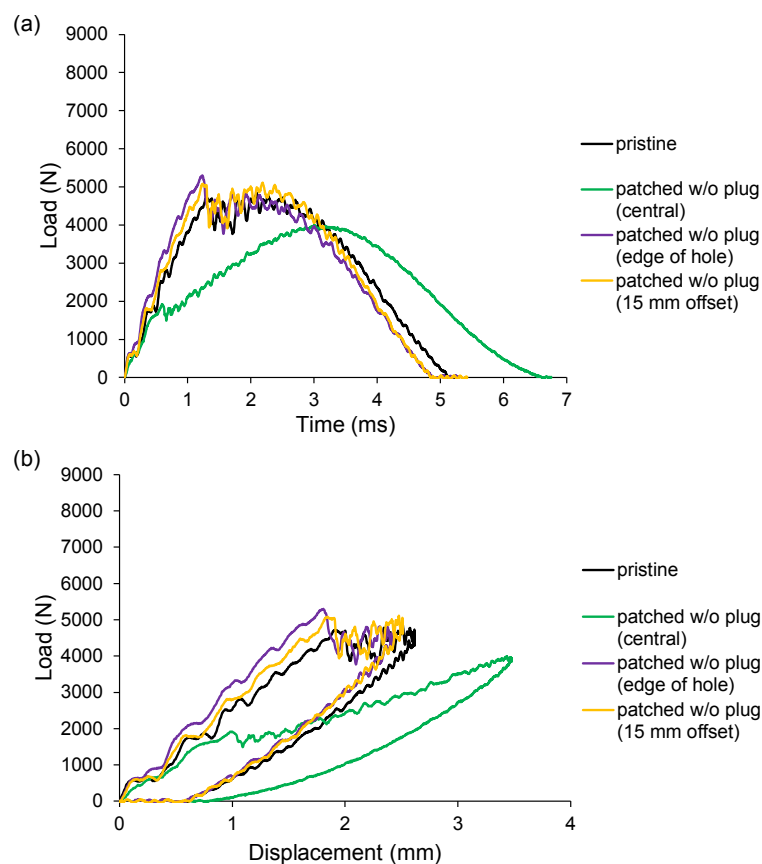 (a)
9000
8000
7000
6000
5000
4000
3000
2000
1000
0
Load (N)
0 1 2 3 4 5 6 7
Time (ms)
pristine
patched w/o plug
(central)
patched w/o plug
(edge of hole)
patched w/o plug
(15 mm offset)
(b)
9000
8000
7000
6000
5000
4000
3000
2000
1000
0
Load (N)
0 1 2 3 4
Displacement (mm)
pristine
patched w/o plug
(central)
patched w/o plug
(edge of hole)
patched w/o plug
(15 mm offset)